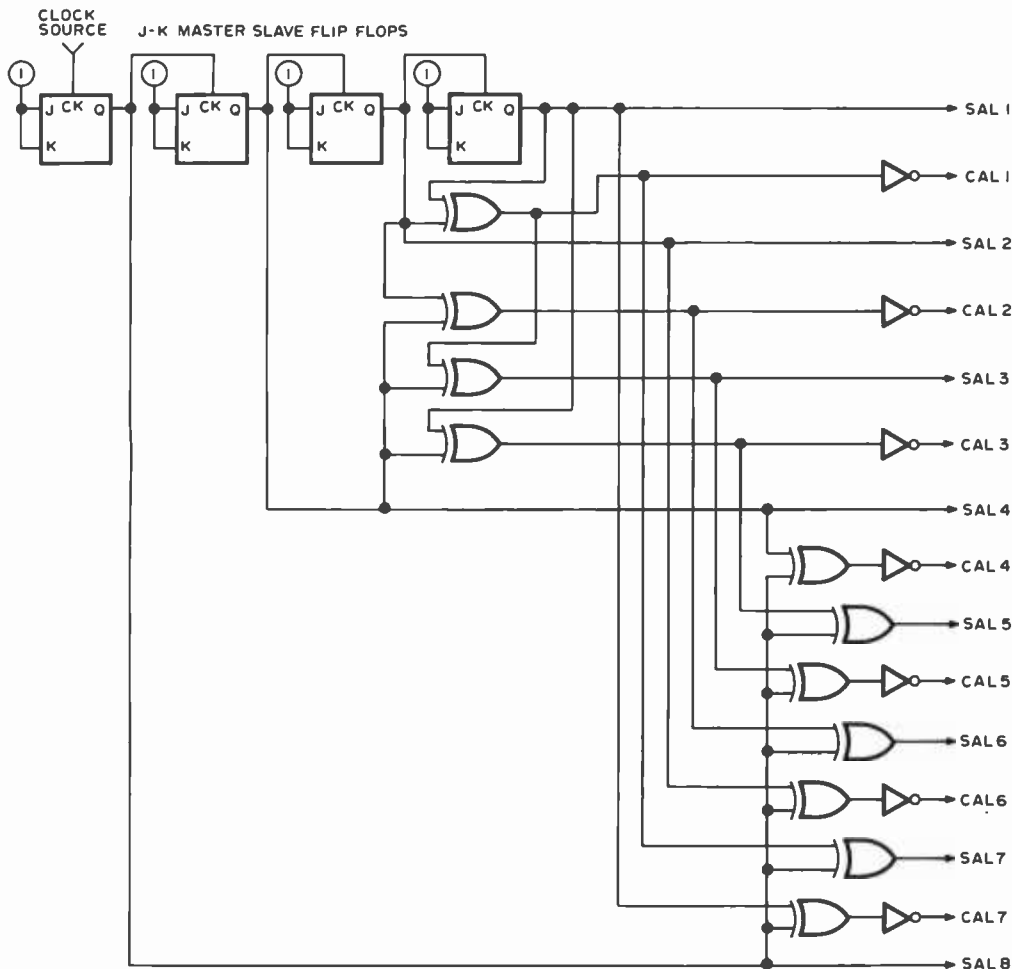 CLOCK
SOURCE
J-K MASTER SLAVE FLIP FLOPS
1
1
1
1
J CK Q
K
J CK Q
K
J CK Q
K
J CK Q
K
SAL 1
CAL 1
SAL 2
CAL 2
SAL 3
CAL 3
SAL 4
CAL 4
SAL 5
CAL 5
SAL 6
CAL 6
SAL 7
CAL 7
SAL 8